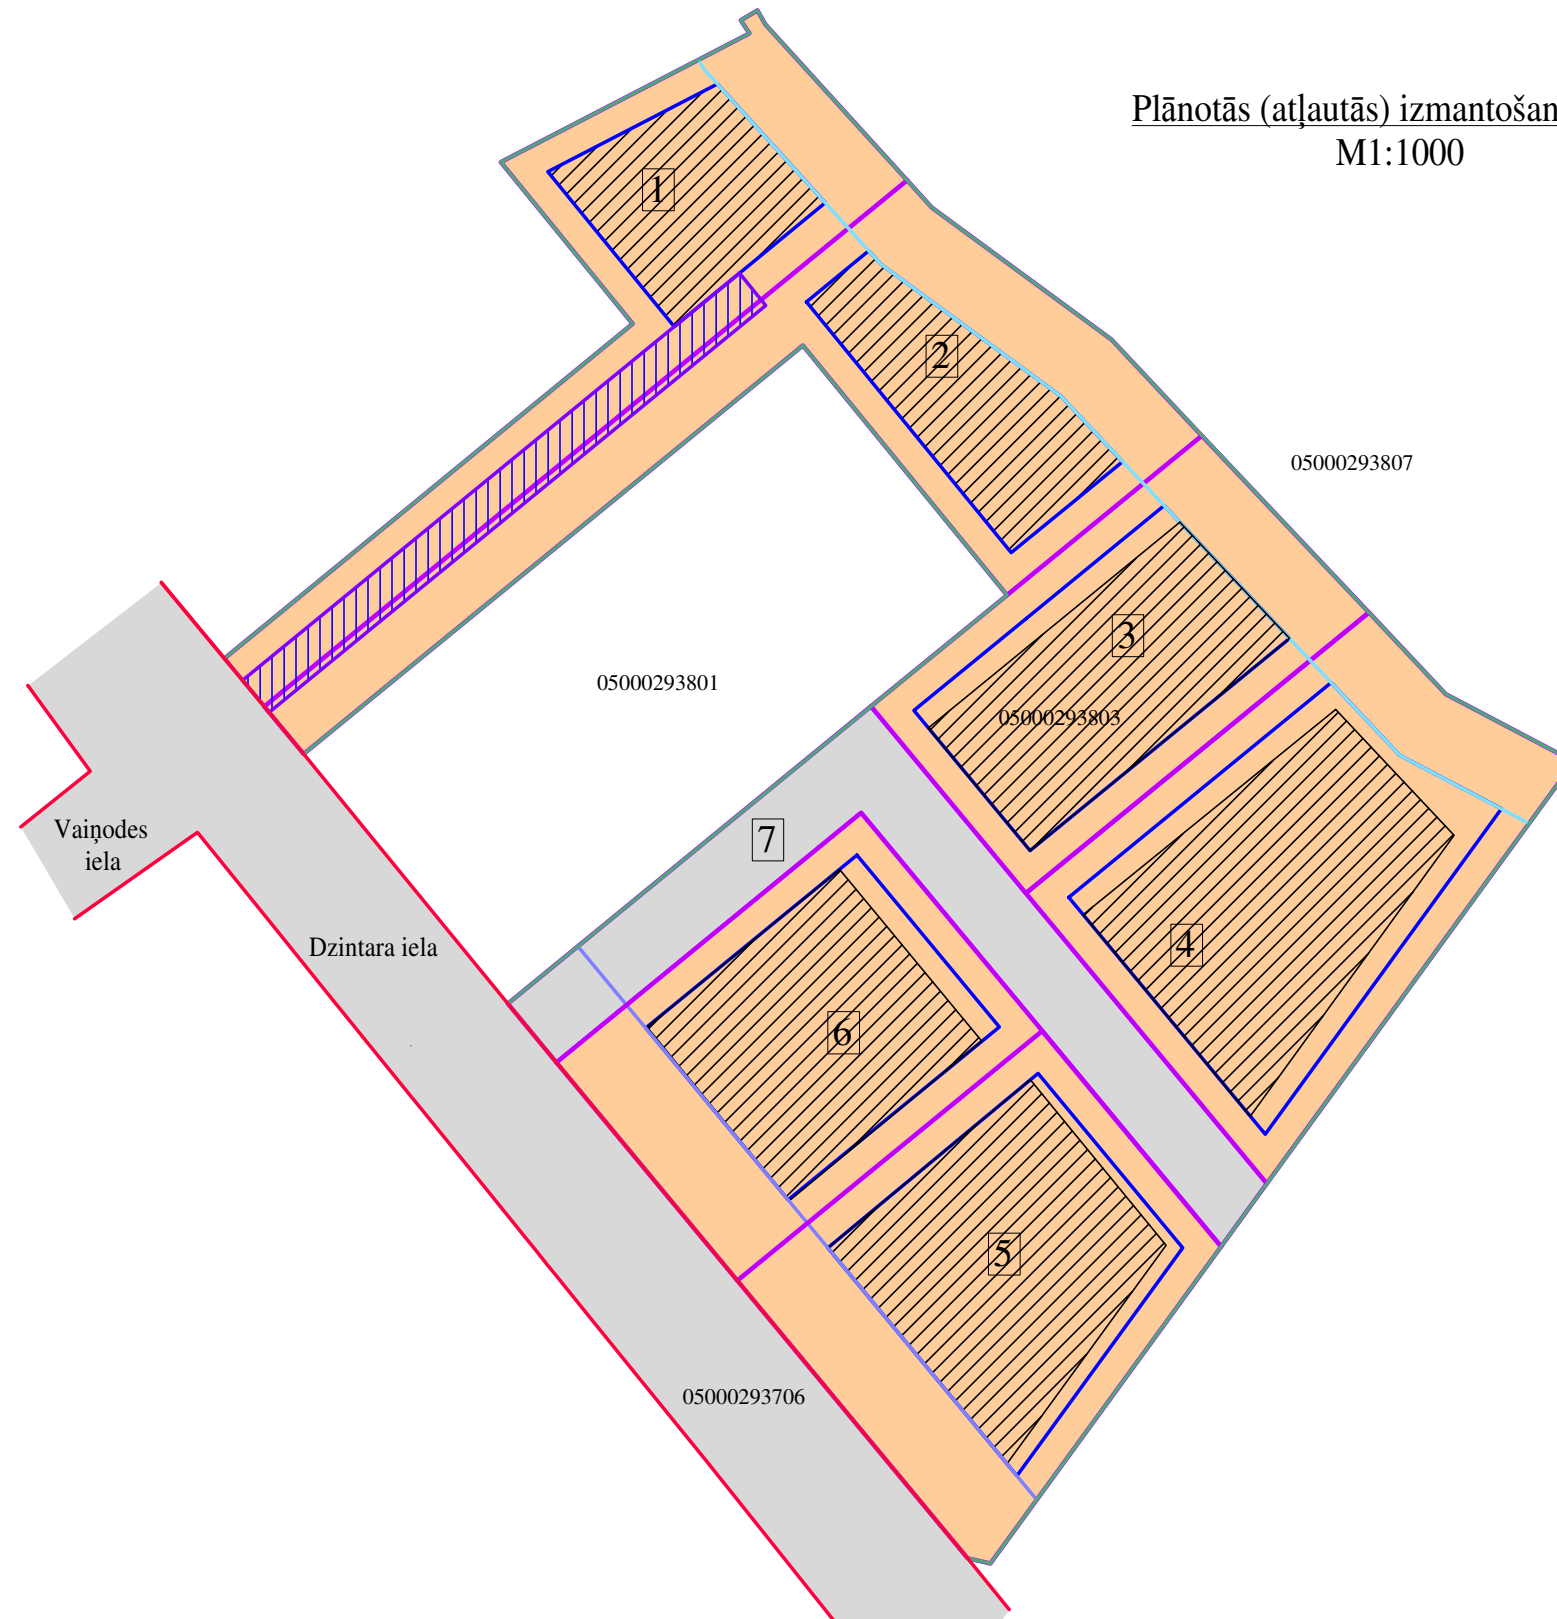 Plānotās (atļautās) izmantošan
M1:1000
1
2
05000293807
3
05000293801
05000293803
7
Vaiņodes
iela
Dzintara iela
4
6
5
05000293706